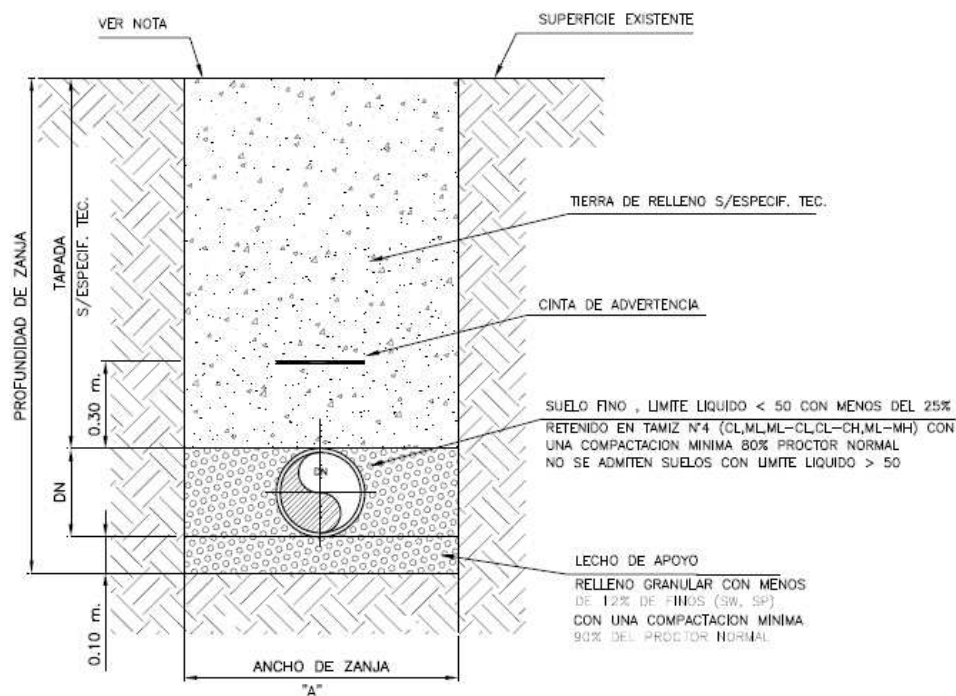 VER NOTA
SUPERFICIE EXISTENTE
PROFUNDIDAD DE ZANJA
TAPADA
S/ESPECIF. TEC.
TIERRA DE RELLENO S/ESPECIF. TEC.
CINTA DE ADVERTENCIA
0.30 m.
SUELO FINO , LIMITE LIQUIDO < 50 CON MENOS DEL 25%
RETENIDO EN TAMIZ N°4 (CL,ML,ML-CL,CL-CH,ML-MH) CON
UNA COMPACTACION MINIMA 80% PROCTOR NORMAL
NO SE ADMITEN SUELOS CON LIMITE LIQUIDO > 50
DN
DN
LECHO DE APOYO
RELLENO GRANULAR CON MENOS
DE 12% DE FINOS (SW, SP)
CON UNA COMPACTACION MINIMA
90% DEL PROCTOR NORMAL
0.10 m.
ANCHO DE ZANJA
"A"